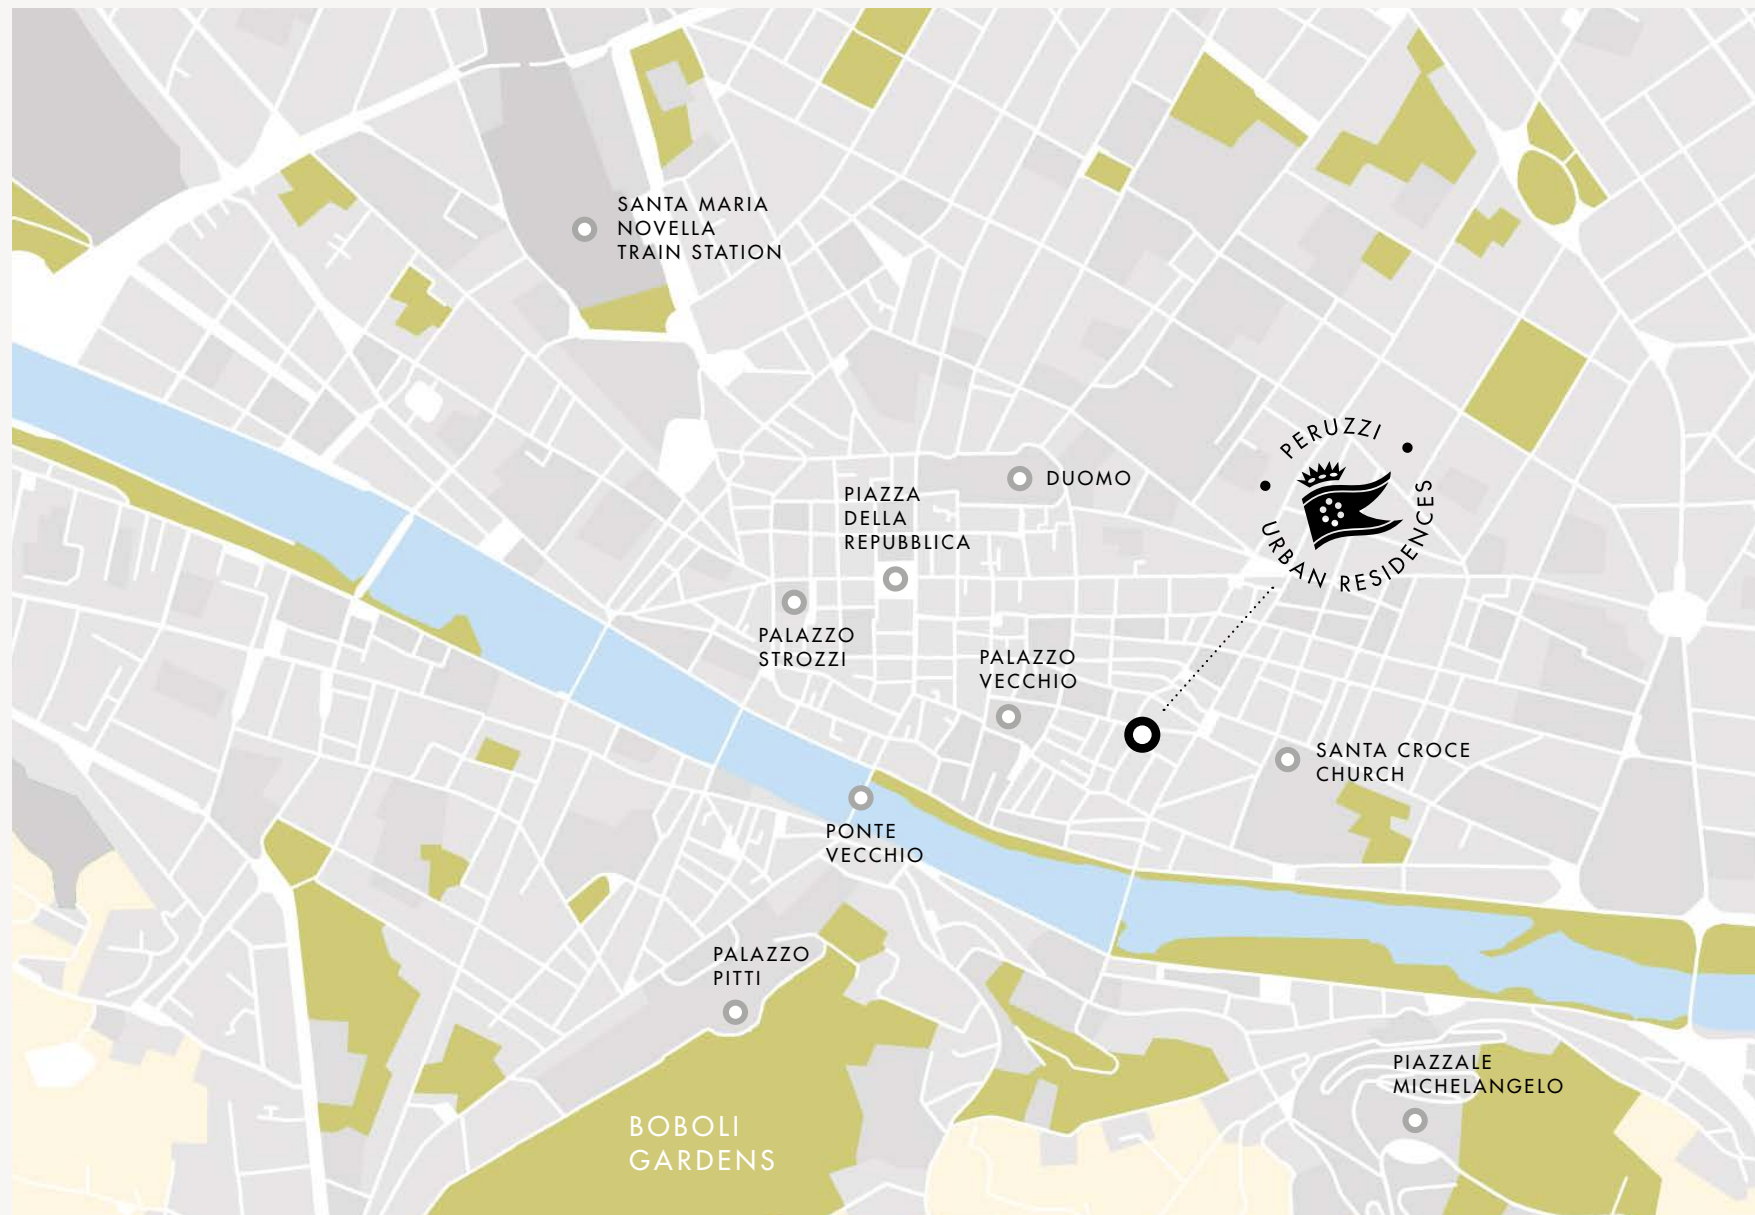 SANTA MARIA
NOVELLA
TRAIN STATION
PERUZZI
URBAN RESIDENCES
DUOMO
PIAZZA
DELLA
REPUBBLICA
PALAZZO
STROZZI
PALAZZO
VECCHIO
SANTA CROCE
CHURCH
PONTE
VECCHIO
PALAZZO
PITTI
PIAZZALE
MICHELANGELO
BOBOLI
GARDENS